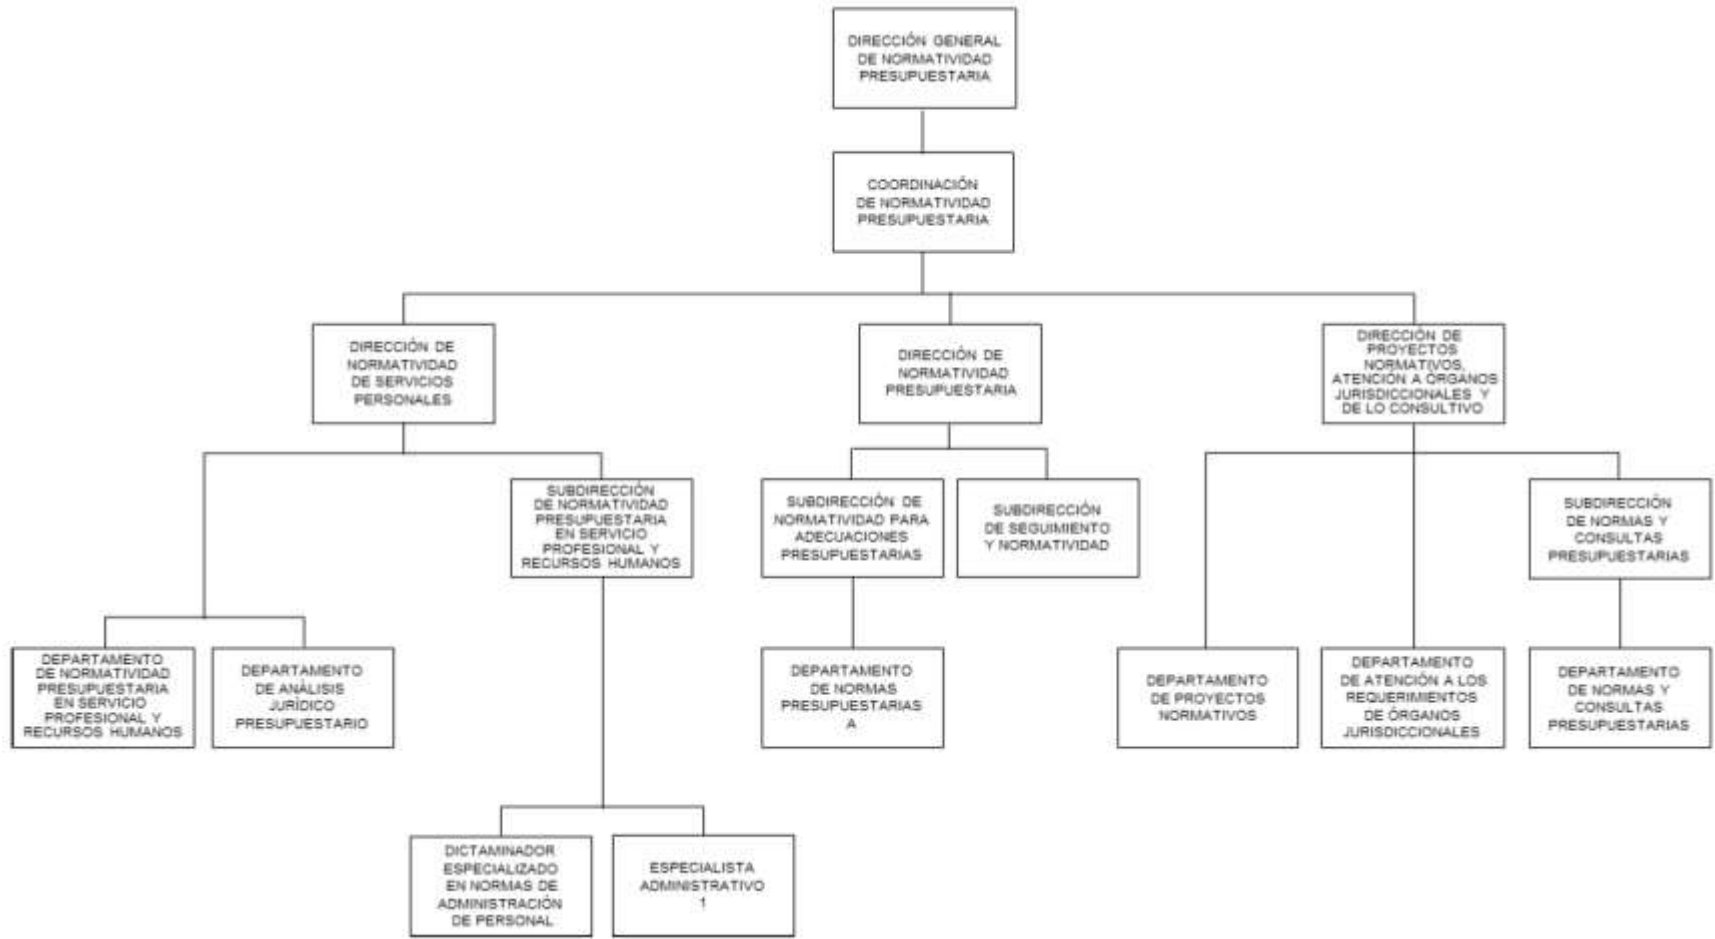 DIRECCIÓN GENERAL
DE NORMATIVIDAD
PRESUPUESTARIA
COORDINACIÓN
DE NORMATIVIDAD
PRESUPUESTARIA
DIRECCIÓN DE
NORMATIVIDAD
DE SERVICIOS
PERSONALES
DIRECCIÓN DE
NORMATIVIDAD
PRESUPUESTARIA
DIRECCIÓN DE
PROYECTOS
NORMATIVOS,
ATENCIÓN A ÓRGANOS
JURISDICCIONALES Y
DE LO CONSULTIVO
SUBDIRECCIÓN
DE NORMATIVIDAD
PRESUPUESTARIA
EN SERVICIO
PROFESIONAL Y
RECURSOS HUMANOS
SUBDIRECCIÓN DE
NORMATIVIDAD PARA
ADECUACIONES
PRESUPUESTARIAS
SUBDIRECCIÓN
DE SEGUIMIENTO
Y NORMATIVIDAD
SUBDIRECCIÓN
DE NORMAS Y
CONSULTAS
PRESUPUESTARIAS
DEPARTAMENTO
DE NORMATIVIDAD
PRESUPUESTARIA
EN SERVICIO
PROFESIONAL Y
RECURSOS HUMANOS
DEPARTAMENTO
DE ANÁLISIS
JURÍDICO
PRESUPUESTARIO
DEPARTAMENTO
DE NORMAS
PRESUPUESTARIAS
A
DEPARTAMENTO
DE PROYECTOS
NORMATIVOS
DEPARTAMENTO
DE ATENCIÓN A LOS
REQUERIMIENTOS
DE ÓRGANOS
JURISDICCIONALES
DEPARTAMENTO
DE NORMAS Y
CONSULTAS
PRESUPUESTARIAS
DICTAMINADOR
ESPECIALIZADO
EN NORMAS DE
ADMINISTRACIÓN
DE PERSONAL
ESPECIALISTA
ADMINISTRATIVO
1